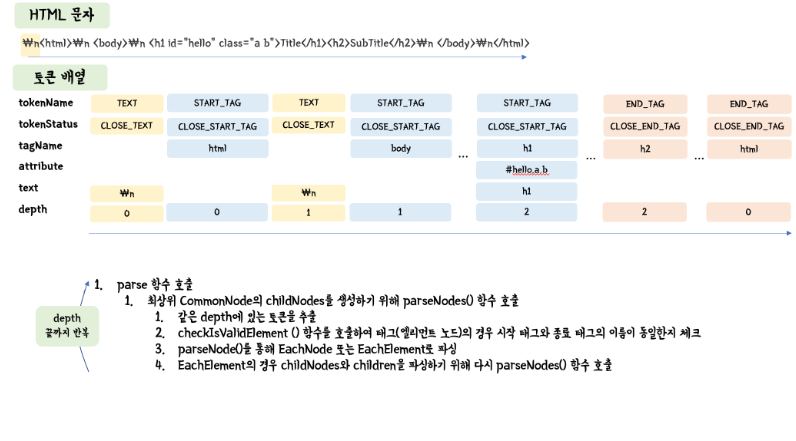 HTML 문자
₩n<html>₩n <body>₩n <h1 id="hello" class="a b">Title</h1><h2>SubTitle</h2>₩n </body>₩n</html>
토큰 배열
tokenName TEXT START_TAG TEXT START_TAG START_TAG END_TAG END_TAG
tokenStatus CLOSE_TEXT CLOSE_START_TAG CLOSE_TEXT CLOSE_START_TAG CLOSE_START_TAG CLOSE_END_TAG CLOSE_END_TAG
tagName html body ... h1 ... h2 ... html
attribute #hello.a.b
text ₩n ₩n h1
depth 0 0 1 1 2 2 0
depth
끝까지 반복
1. parse 함수 호출
1. 최상위 CommonNode의 childNodes를 생성하기 위해 parseNodes() 함수 호출
1. 같은 depth에 있는 토큰을 추출
2. checkIsValidElement () 함수를 호출하여 태그(엘리먼트 노드)의 경우 시작 태그와 종료 태그의 이름이 동일한지 체크
3. parseNode()를 통해 EachNode 또는 EachElement로 파싱
4. EachElement의 경우 childNodes와 children을 파싱하기 위해 다시 parseNodes() 함수 호출